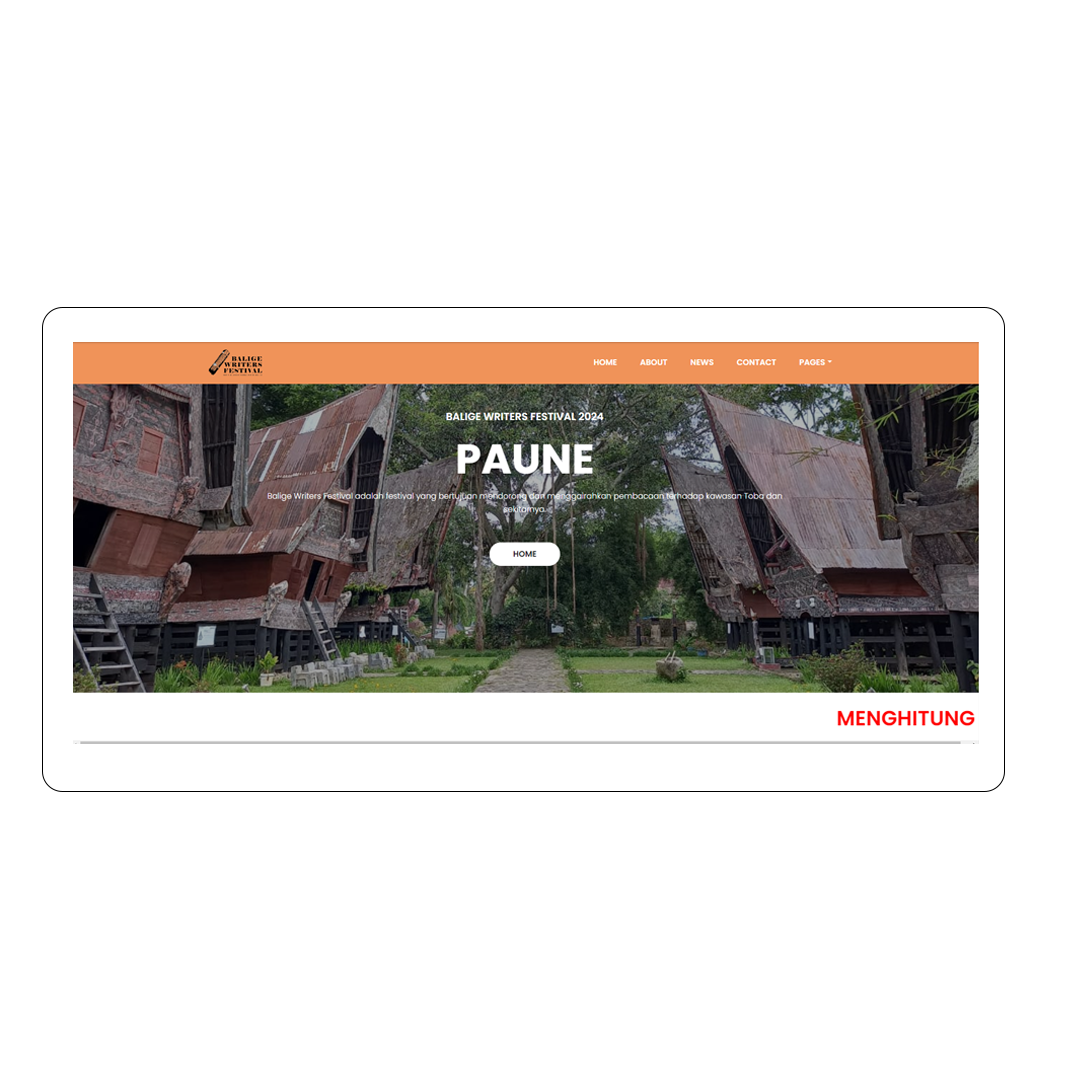 BALIGE
WRITERS
FESTIVAL
HOME ABOUT NEWS CONTACT PAGES
BALIGE WRITERS FESTIVAL 2024
PAUNE
Balige Writers Festival adalah festival yang bertujuan mendorong dan menggairahkan pembacaan terhadap kawasan Toba dan
sekitarnya.
HOME
MENGHITUNG